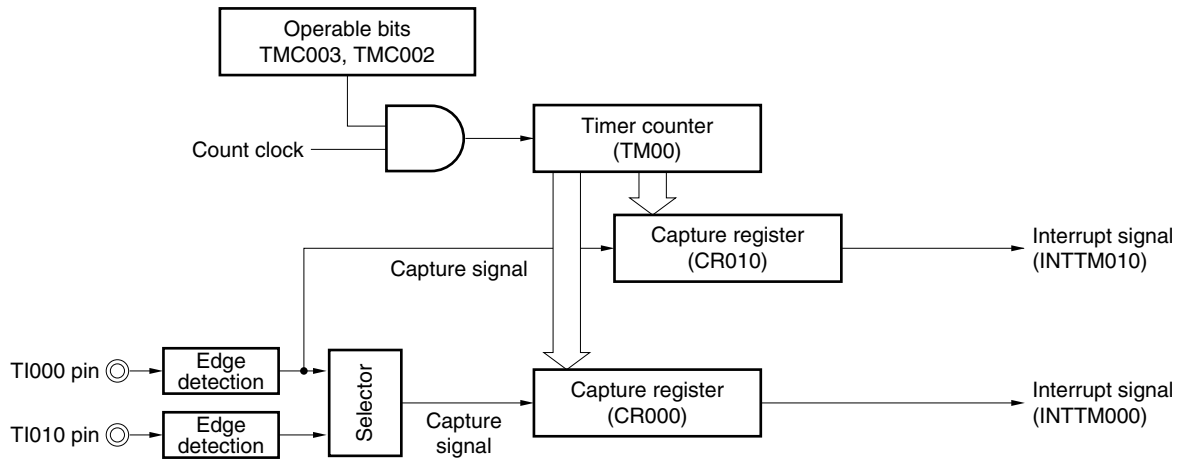 Operable bits
TMC003, TMC002
Count clock
Timer counter
(TM00)
Capture register
(CR010)
Interrupt signal
(INTTM010)
Capture signal
TI000 pin
Edge
detection
Selector
Capture register
(CR000)
Interrupt signal
(INTTM000)
TI010 pin
Edge
detection
Capture
signal